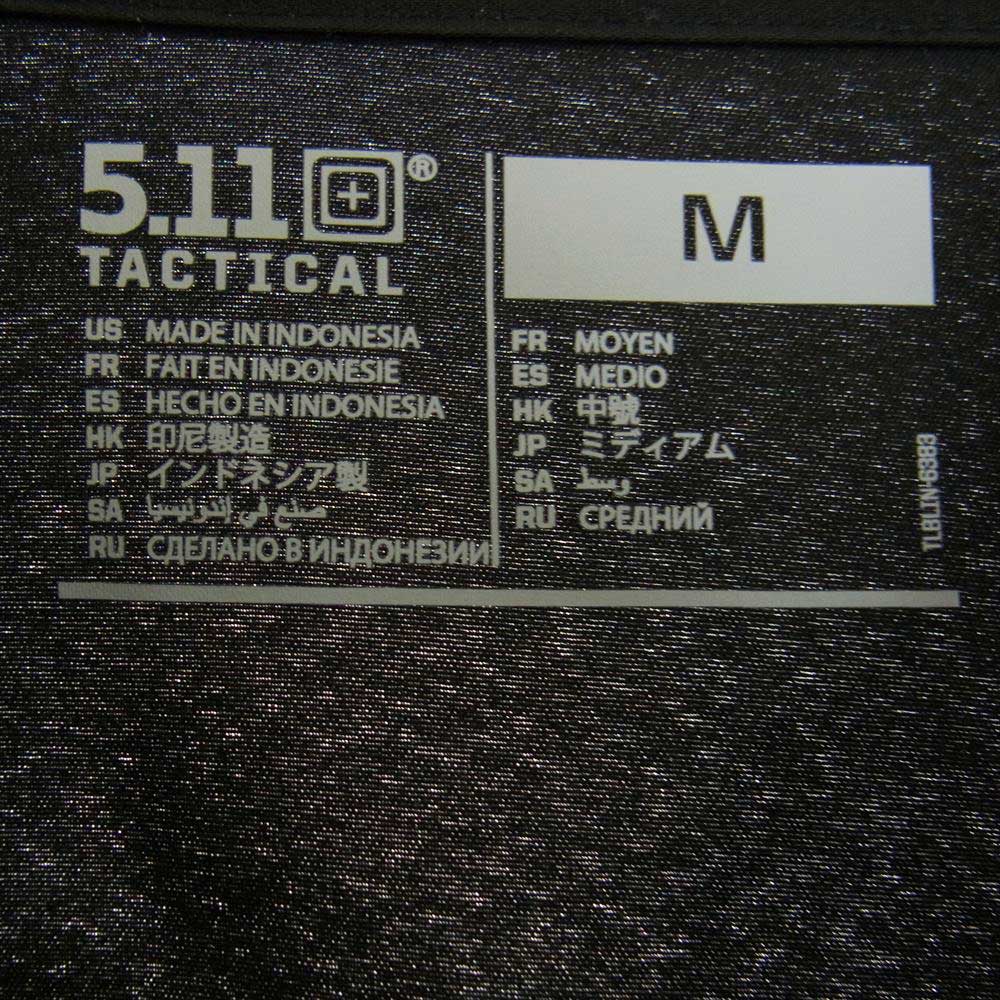 5.11®
TACTICAL
US MADE IN INDONESIA
FR FAIT EN INDONESIE
ES HECHO EN INDONESIA
HK 印尼製造
JP インドネシア製
SA صنع في إندونيسيا
RU СДЕЛАНО В ИНДОНЕЗИИ
M
FR MOYEN
ES MEDIO
HK 中號
JP ミディアム
SA وسط
RU СРЕДНИЙ
TLBLIN-6383